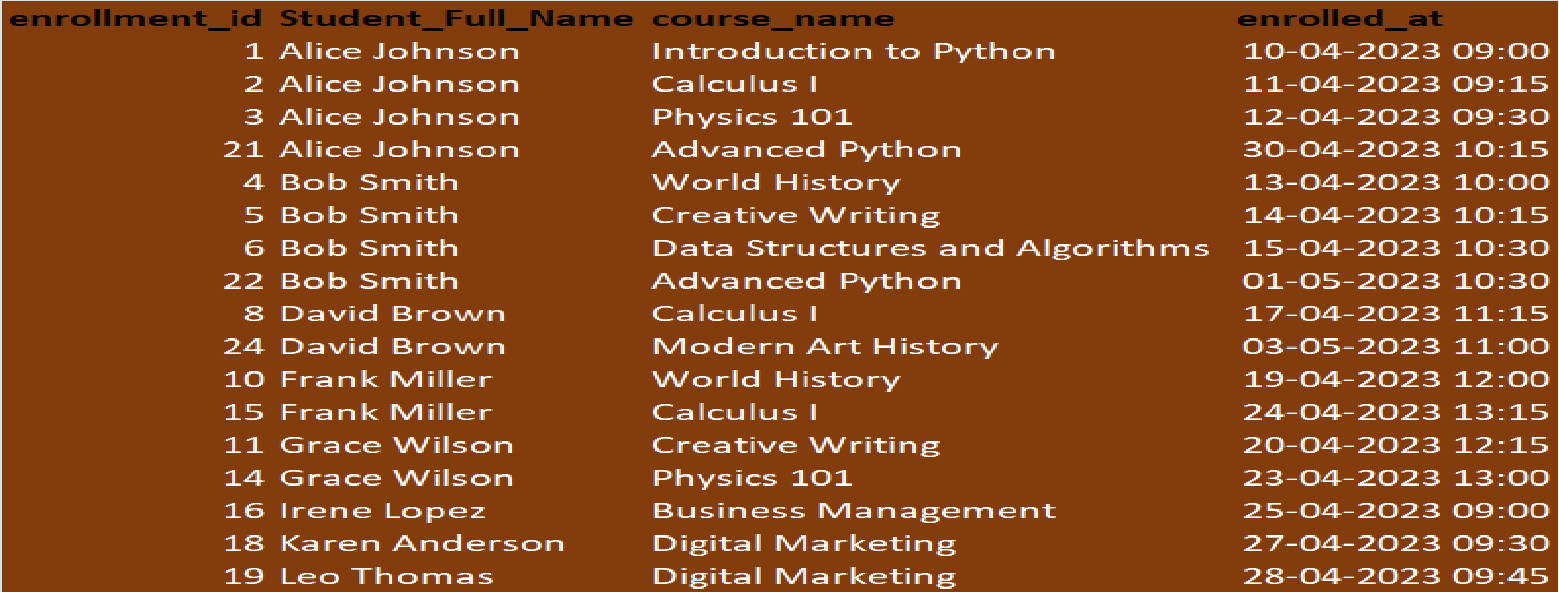 enrollment_id Student_Full_Name course_name enrolled_at
1 Alice Johnson Introduction to Python 10-04-2023 09:00
2 Alice Johnson Calculus I 11-04-2023 09:15
3 Alice Johnson Physics 101 12-04-2023 09:30
21 Alice Johnson Advanced Python 30-04-2023 10:15
4 Bob Smith World History 13-04-2023 10:00
5 Bob Smith Creative Writing 14-04-2023 10:15
6 Bob Smith Data Structures and Algorithms 15-04-2023 10:30
22 Bob Smith Advanced Python 01-05-2023 10:30
8 David Brown Calculus I 17-04-2023 11:15
24 David Brown Modern Art History 03-05-2023 11:00
10 Frank Miller World History 19-04-2023 12:00
15 Frank Miller Calculus I 24-04-2023 13:15
11 Grace Wilson Creative Writing 20-04-2023 12:15
14 Grace Wilson Physics 101 23-04-2023 13:00
16 Irene Lopez Business Management 25-04-2023 09:00
18 Karen Anderson Digital Marketing 27-04-2023 09:30
19 Leo Thomas Digital Marketing 28-04-2023 09:45